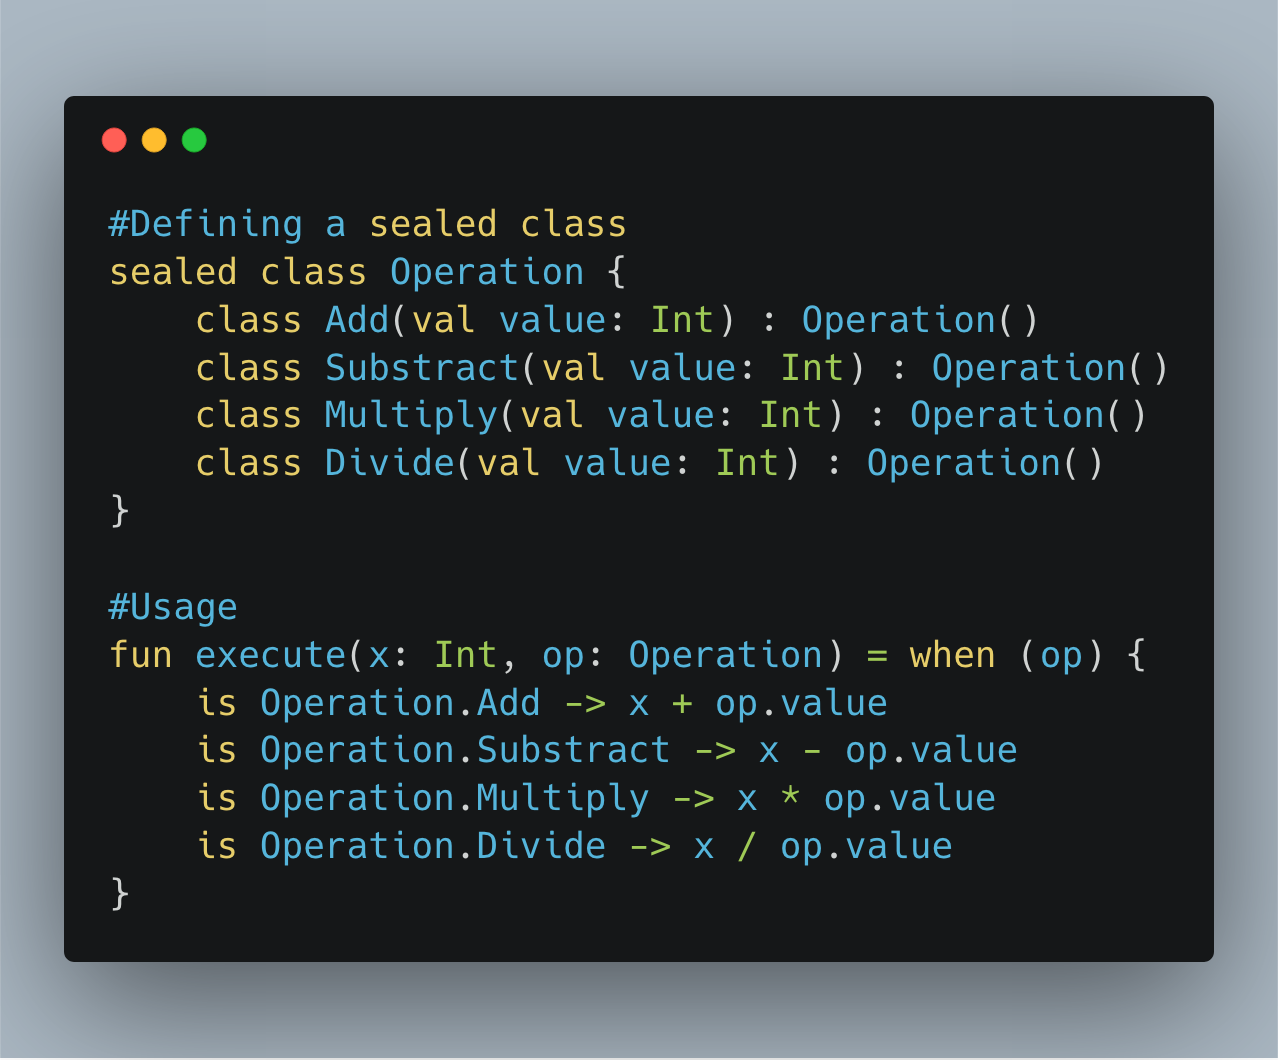 #Defining a sealed class
sealed class Operation {
    class Add(val value: Int) : Operation()
    class Substract(val value: Int) : Operation()
    class Multiply(val value: Int) : Operation()
    class Divide(val value: Int) : Operation()
}

#Usage
fun execute(x: Int, op: Operation) = when (op) {
    is Operation.Add -> x + op.value
    is Operation.Substract -> x - op.value
    is Operation.Multiply -> x * op.value
    is Operation.Divide -> x / op.value
}